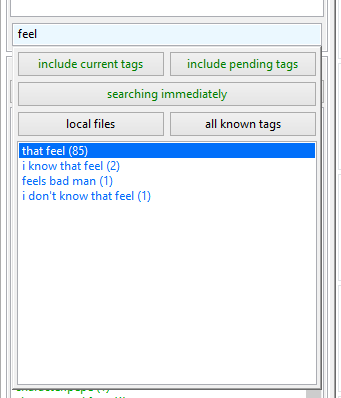 feel
include current tags
include pending tags
searching immediately
local files
all known tags
that feel (85)
i know that feel (2)
feels bad man (1)
i don't know that feel (1)